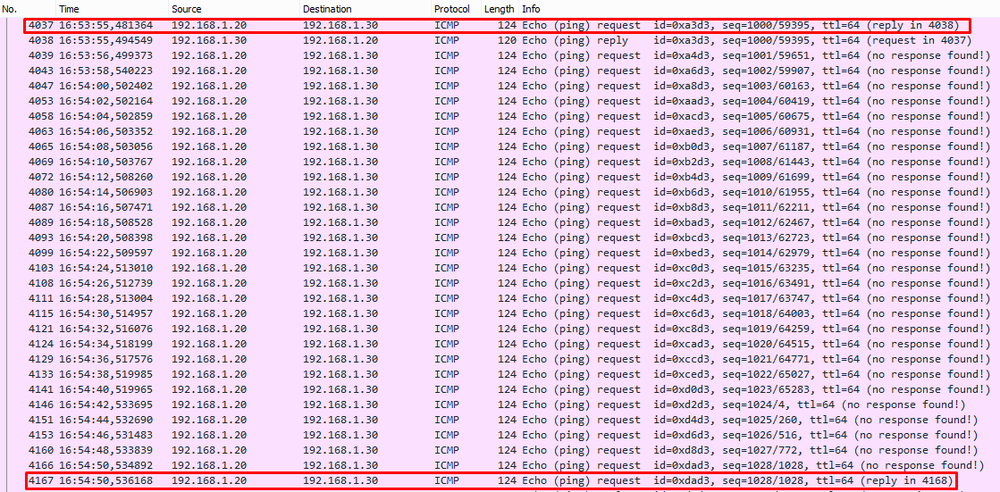 No. Time Source Destination Protocol Length Info
4037 16:53:55,481364 192.168.1.20 192.168.1.30 ICMP 124 Echo (ping) request id=0xa3d3, seq=1000/59395, ttl=64 (reply in 4038)
4038 16:53:55,494549 192.168.1.30 192.168.1.20 ICMP 120 Echo (ping) reply id=0xa3d3, seq=1000/59395, ttl=64 (request in 4037)
4039 16:53:56,499373 192.168.1.20 192.168.1.30 ICMP 124 Echo (ping) request id=0xa4d3, seq=1001/59651, ttl=64 (no response found!)
4043 16:53:58,540223 192.168.1.20 192.168.1.30 ICMP 124 Echo (ping) request id=0xa6d3, seq=1002/59907, ttl=64 (no response found!)
4047 16:54:00,502402 192.168.1.20 192.168.1.30 ICMP 124 Echo (ping) request id=0xa8d3, seq=1003/60163, ttl=64 (no response found!)
4053 16:54:02,502164 192.168.1.20 192.168.1.30 ICMP 124 Echo (ping) request id=0xaad3, seq=1004/60419, ttl=64 (no response found!)
4058 16:54:04,502859 192.168.1.20 192.168.1.30 ICMP 124 Echo (ping) request id=0xacd3, seq=1005/60675, ttl=64 (no response found!)
4063 16:54:06,503352 192.168.1.20 192.168.1.30 ICMP 124 Echo (ping) request id=0xaed3, seq=1006/60931, ttl=64 (no response found!)
4065 16:54:08,503056 192.168.1.20 192.168.1.30 ICMP 124 Echo (ping) request id=0xb0d3, seq=1007/61187, ttl=64 (no response found!)
4069 16:54:10,503767 192.168.1.20 192.168.1.30 ICMP 124 Echo (ping) request id=0xb2d3, seq=1008/61443, ttl=64 (no response found!)
4072 16:54:12,508260 192.168.1.20 192.168.1.30 ICMP 124 Echo (ping) request id=0xb4d3, seq=1009/61699, ttl=64 (no response found!)
4080 16:54:14,506903 192.168.1.20 192.168.1.30 ICMP 124 Echo (ping) request id=0xb6d3, seq=1010/61955, ttl=64 (no response found!)
4087 16:54:16,507471 192.168.1.20 192.168.1.30 ICMP 124 Echo (ping) request id=0xb8d3, seq=1011/62211, ttl=64 (no response found!)
4089 16:54:18,508528 192.168.1.20 192.168.1.30 ICMP 124 Echo (ping) request id=0xbad3, seq=1012/62467, ttl=64 (no response found!)
4093 16:54:20,508398 192.168.1.20 192.168.1.30 ICMP 124 Echo (ping) request id=0xbcd3, seq=1013/62723, ttl=64 (no response found!)
4099 16:54:22,509597 192.168.1.20 192.168.1.30 ICMP 124 Echo (ping) request id=0xbed3, seq=1014/62979, ttl=64 (no response found!)
4103 16:54:24,513010 192.168.1.20 192.168.1.30 ICMP 124 Echo (ping) request id=0xc0d3, seq=1015/63235, ttl=64 (no response found!)
4108 16:54:26,512739 192.168.1.20 192.168.1.30 ICMP 124 Echo (ping) request id=0xc2d3, seq=1016/63491, ttl=64 (no response found!)
4111 16:54:28,513004 192.168.1.20 192.168.1.30 ICMP 124 Echo (ping) request id=0xc4d3, seq=1017/63747, ttl=64 (no response found!)
4115 16:54:30,514957 192.168.1.20 192.168.1.30 ICMP 124 Echo (ping) request id=0xc6d3, seq=1018/64003, ttl=64 (no response found!)
4121 16:54:32,516076 192.168.1.20 192.168.1.30 ICMP 124 Echo (ping) request id=0xc8d3, seq=1019/64259, ttl=64 (no response found!)
4124 16:54:34,518199 192.168.1.20 192.168.1.30 ICMP 124 Echo (ping) request id=0xcad3, seq=1020/64515, ttl=64 (no response found!)
4129 16:54:36,517576 192.168.1.20 192.168.1.30 ICMP 124 Echo (ping) request id=0xccd3, seq=1021/64771, ttl=64 (no response found!)
4133 16:54:38,519985 192.168.1.20 192.168.1.30 ICMP 124 Echo (ping) request id=0xced3, seq=1022/65027, ttl=64 (no response found!)
4141 16:54:40,519965 192.168.1.20 192.168.1.30 ICMP 124 Echo (ping) request id=0xd0d3, seq=1023/65283, ttl=64 (no response found!)
4146 16:54:42,533695 192.168.1.20 192.168.1.30 ICMP 124 Echo (ping) request id=0xd2d3, seq=1024/4, ttl=64 (no response found!)
4151 16:54:44,532690 192.168.1.20 192.168.1.30 ICMP 124 Echo (ping) request id=0xd4d3, seq=1025/260, ttl=64 (no response found!)
4153 16:54:46,531483 192.168.1.20 192.168.1.30 ICMP 124 Echo (ping) request id=0xd6d3, seq=1026/516, ttl=64 (no response found!)
4160 16:54:48,533839 192.168.1.20 192.168.1.30 ICMP 124 Echo (ping) request id=0xd8d3, seq=1027/772, ttl=64 (no response found!)
4166 16:54:50,534892 192.168.1.20 192.168.1.30 ICMP 124 Echo (ping) request id=0xdad3, seq=1028/1028, ttl=64 (no response found!)
4167 16:54:50,536168 192.168.1.20 192.168.1.30 ICMP 124 Echo (ping) request id=0xdad3, seq=1028/1028, ttl=64 (reply in 4168)